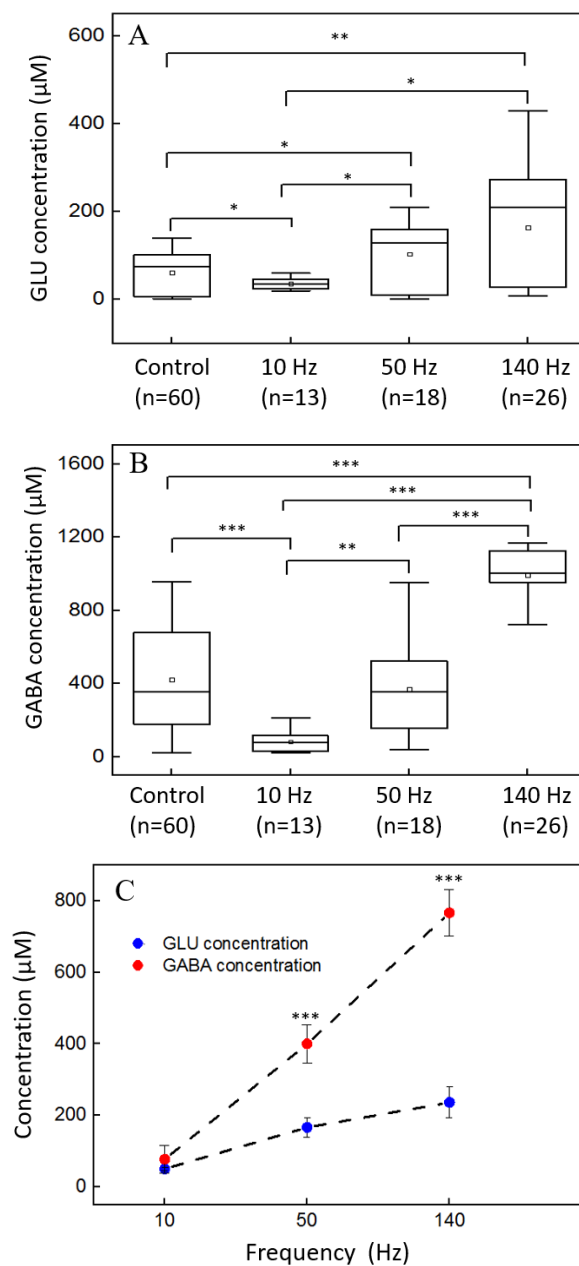 A
GLU concentration (µM)
600
400
200
0
**
*
*
*
*
Control 10 Hz 50 Hz 140 Hz
(n=60) (n=13) (n=18) (n=26)
B
GABA concentration (µM)
1600
1200
800
400
0
***
***
***
***
**
Control 10 Hz 50 Hz 140 Hz
(n=60) (n=13) (n=18) (n=26)
C
Concentration (µM)
800
600
400
200
0
GLU concentration
GABA concentration
***
***
10 50 140
Frequency (Hz)